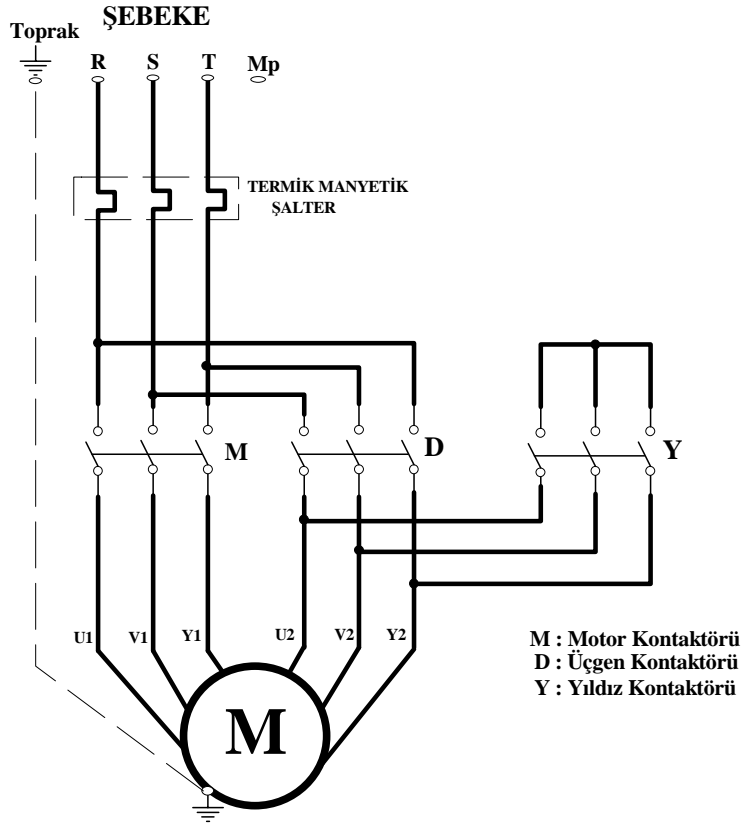 ŞEBEKE
Toprak
R S T Mp
TERMİK MANYETİK
ŞALTER
M D Y
U1 V1 Y1 U2 V2 Y2
M : Motor Kontaktörü
D : Üçgen Kontaktörü
Y : Yıldız Kontaktörü
M